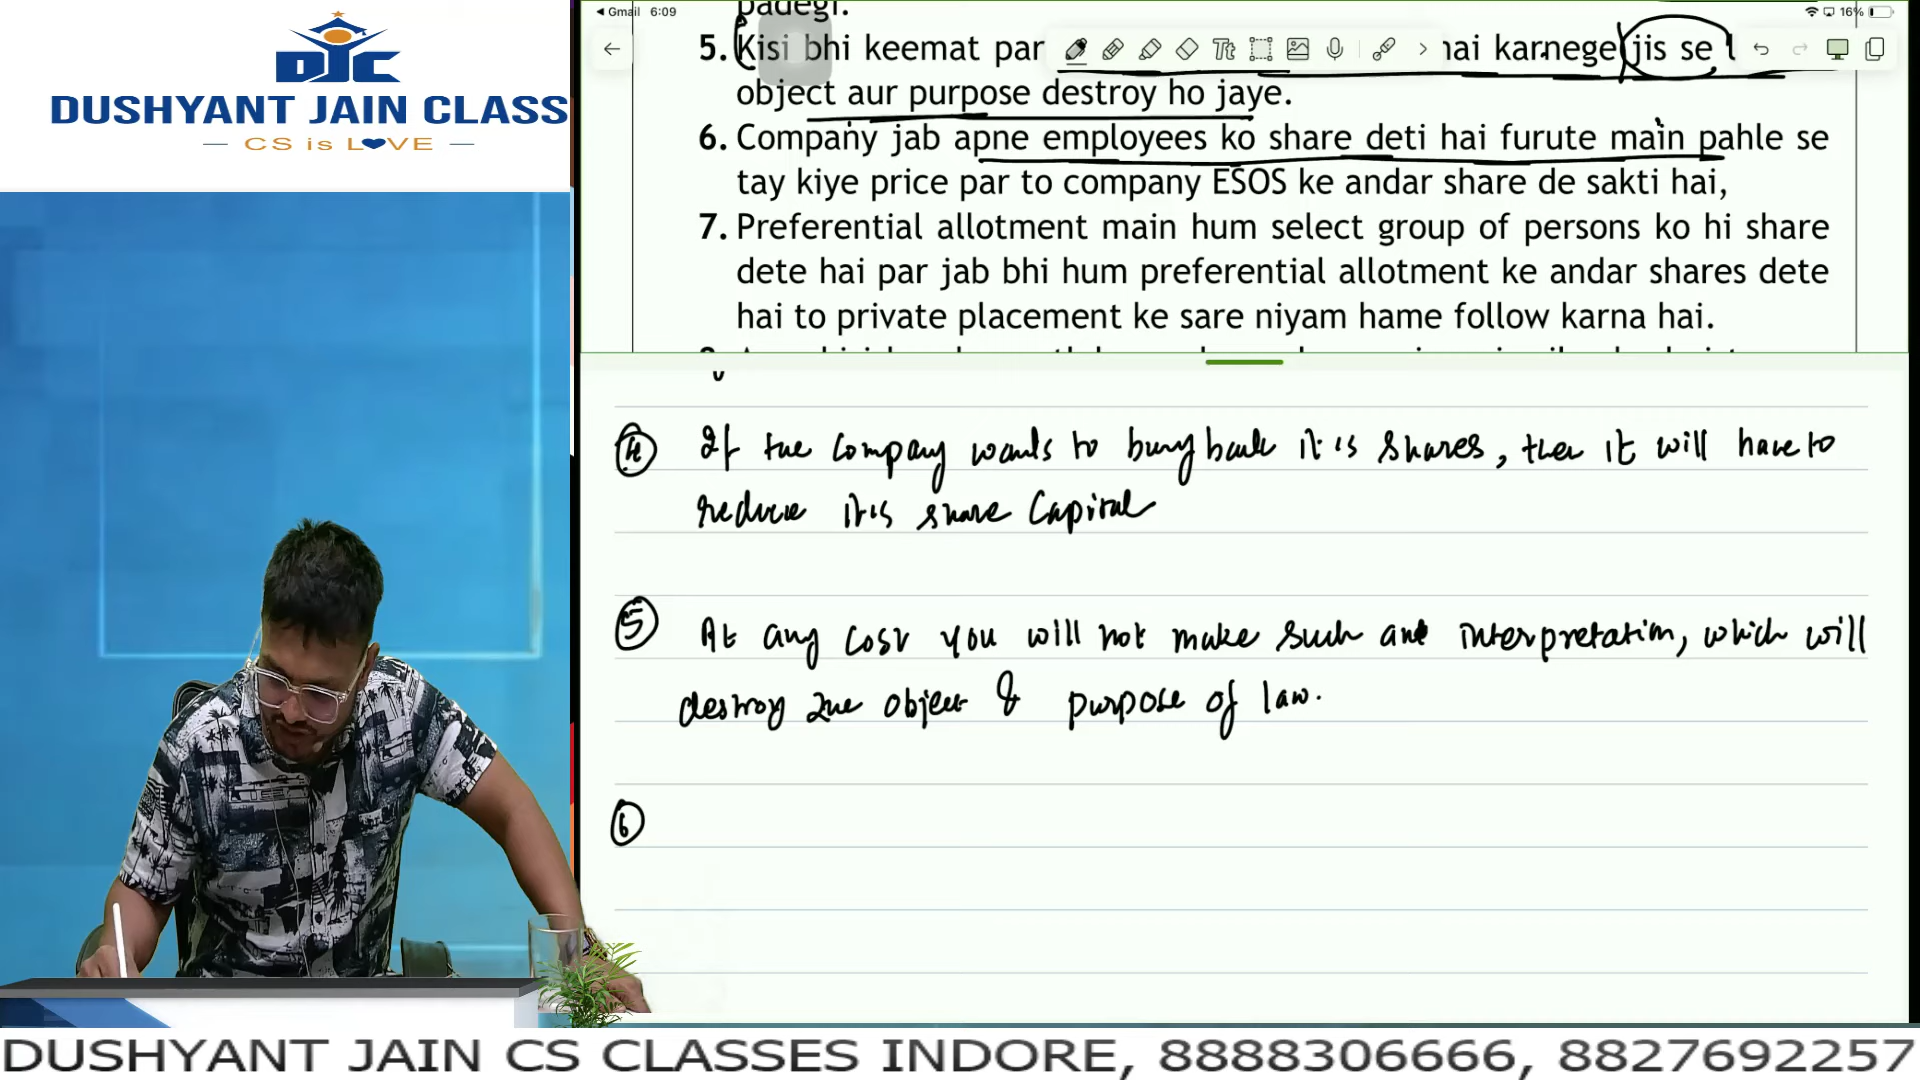 DJC
DUSHYANT JAIN CLASS
— CS is L♥VE —
Gmail 6:09
16%
padegi.
5. Kisi bhi keemat par
hai karnege jis se l
object aur purpose destroy ho jaye.
6. Company jab apne employees ko share deti hai furute main pahle se
tay kiye price par to company ESOS ke andar share de sakti hai,
7. Preferential allotment main hum select group of persons ko hi share
dete hai par jab bhi hum preferential allotment ke andar shares dete
hai to private placement ke sare niyam hame follow karna hai.
④ If the Company wants to buy back it is shares, then it will have to
reduce it is share Capital
⑤ At any cost you will not make such interpretation, which will
destroy the object & purpose of law.
⑥
DUSHYANT JAIN CS CLASSES INDORE, 8888306666, 8827692257